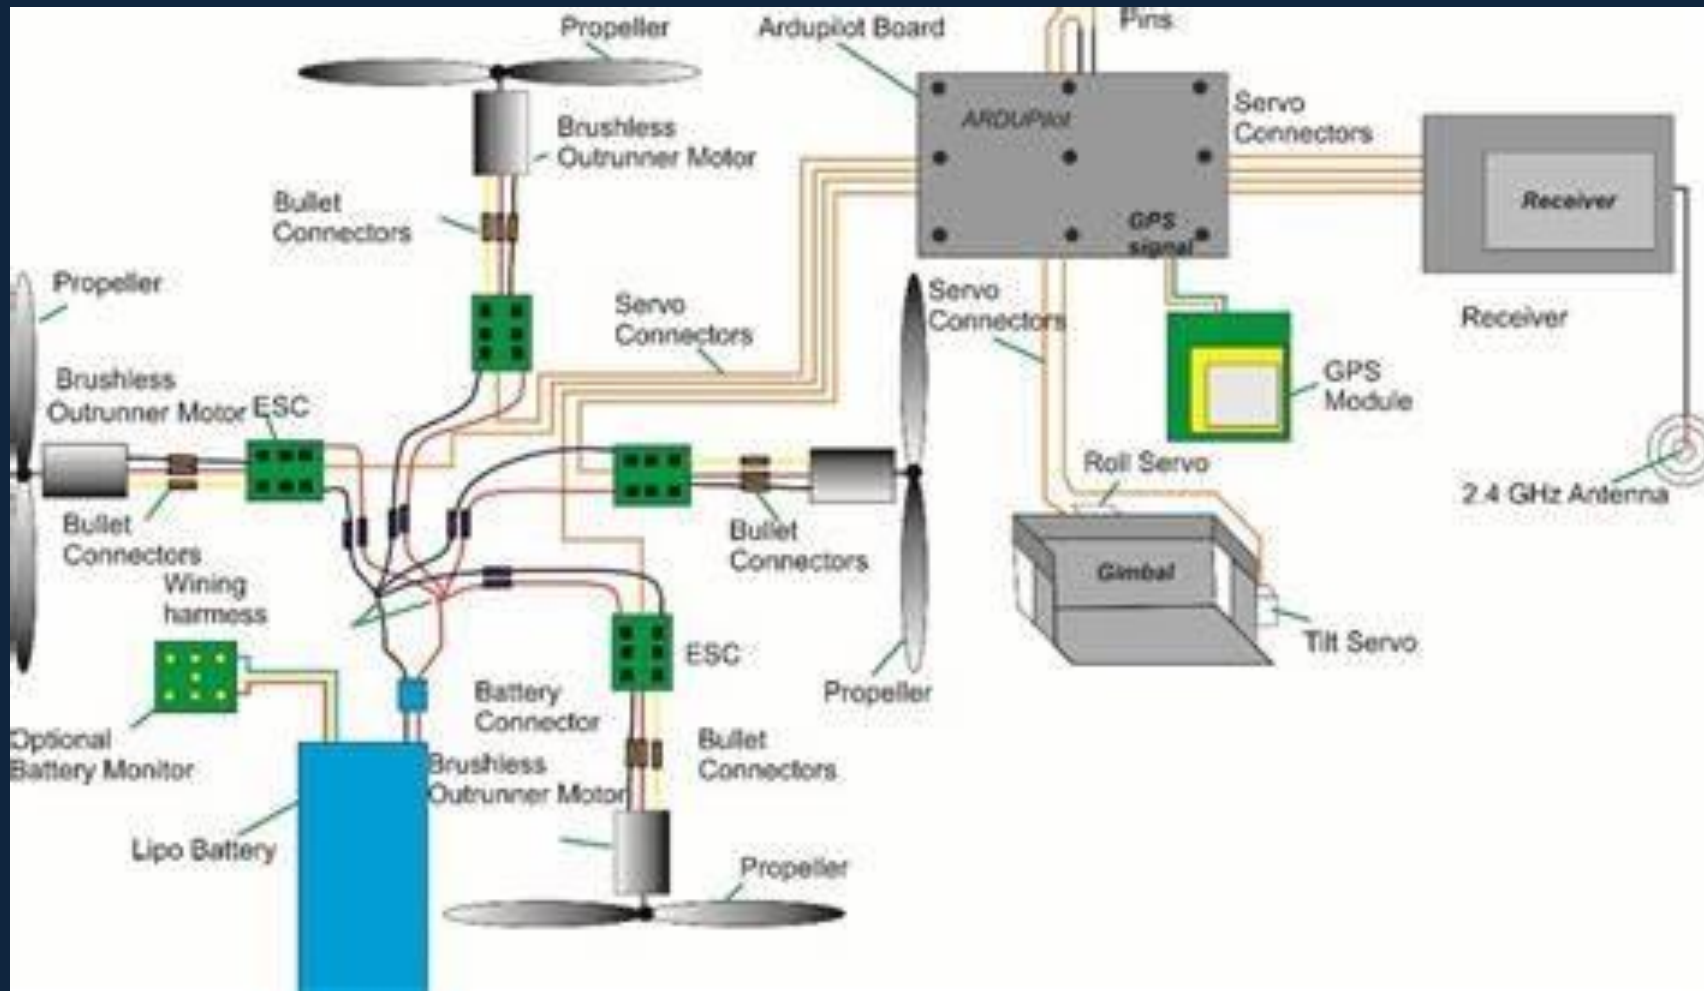 Propeller
Ardupilot Board
Pins
ARDUPilot
Servo
Connectors
Brushless
Outrunner Motor
Bullet
Connectors
Receiver
GPS
signal
Propeller
Servo
Connectors
Servo
Connectors
Receiver
GPS
Module
Brushless
Outrunner Motor
ESC
Roll Servo
2.4 GHz Antenna
Bullet
Connectors
Bullet
Connectors
Wining
harmess
Gimbal
Tilt Servo
ESC
Propeller
Battery
Connector
Optional
Battery Monitor
Bullet
Connectors
Brushless
Outrunner Motor
Lipo Battery
Propeller